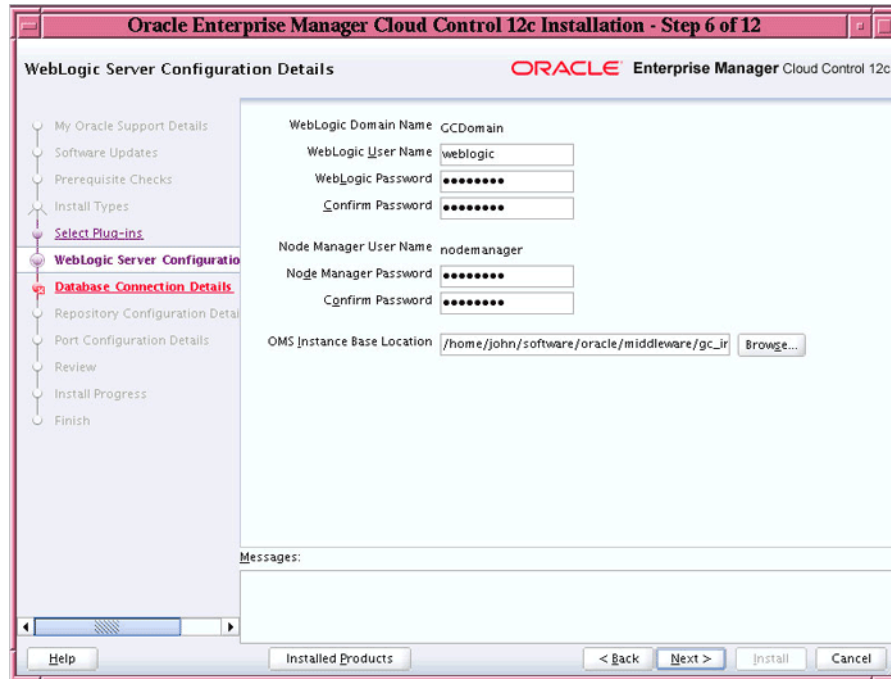 Oracle Enterprise Manager Cloud Control 12c Installation - Step 6 of 12
WebLogic Server Configuration Details
ORACLE Enterprise Manager Cloud Control 12c
My Oracle Support Details
Software Updates
Prerequisite Checks
Install Types
Select Plug-ins
WebLogic Server Configuratio
Database Connection Details
Repository Configuration Detai
Port Configuration Details
Review
Install Progress
Finish
WebLogic Domain Name GCDomain
WebLogic User Name weblogic
WebLogic Password ●●●●●●●●
Confirm Password ●●●●●●●●
Node Manager User Name nodemanager
Node Manager Password ●●●●●●●●
Confirm Password ●●●●●●●●
OMS Instance Base Location /home/john/software/oracle/middleware/gc_ir Browse...
Messages:
Help Installed Products < Back Next > Install Cancel